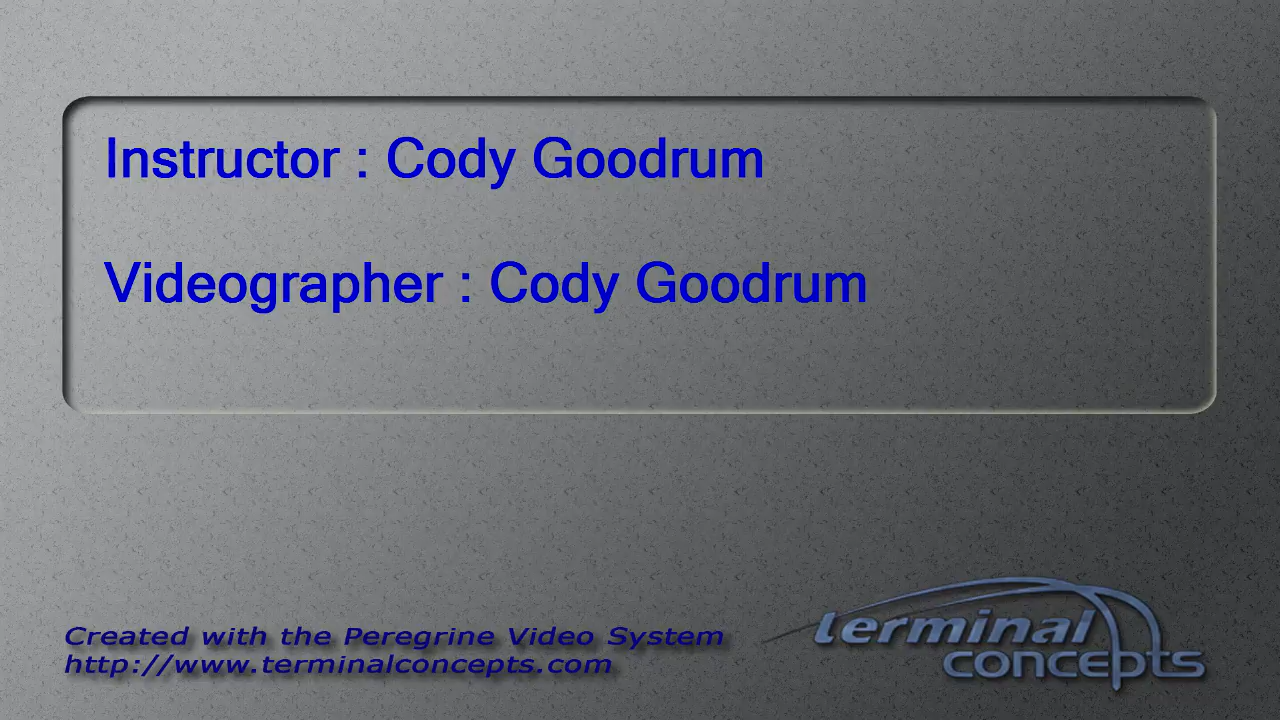 Instructor : Cody Goodrum
Videographer : Cody Goodrum
Created with the Peregrine Video System
http://www.terminalconcepts.com
terminal
concepts